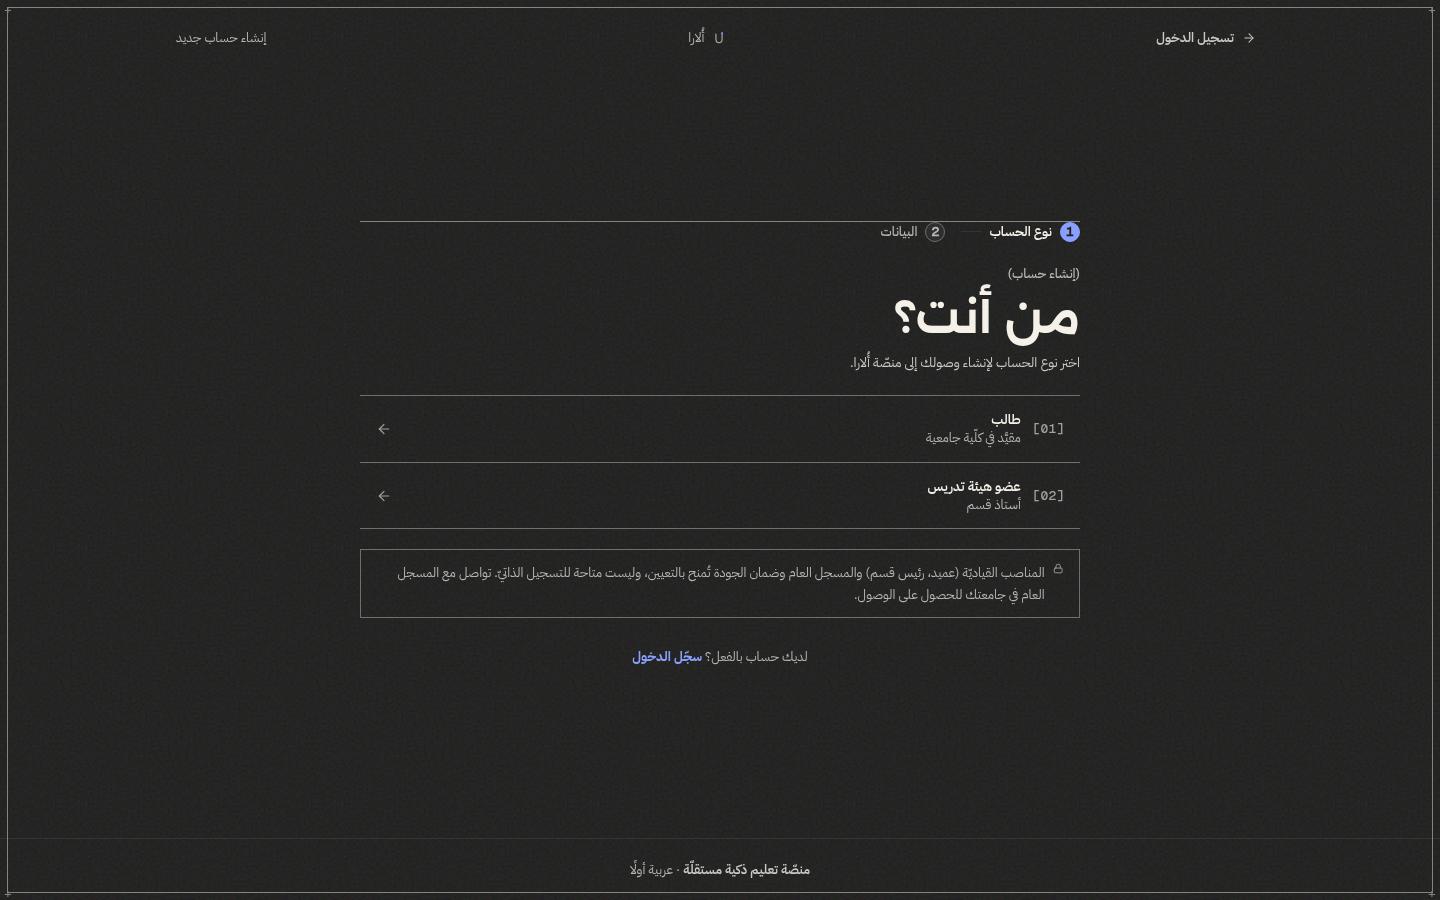 تسجيل الدخول
ألارا
إنشاء حساب جديد
1 نوع الحساب
2 البيانات
(إنشاء حساب)
من أنت؟
اختر نوع الحساب لإنشاء وصولك إلى منصّة ألارا.
[01] طالب
مقيَّد في كلّية جامعية
[02] عضو هيئة تدريس
أستاذ قسم
المناصب القياديّة (عميد، رئيس قسم) والمسجل العام وضمان الجودة تُمنح بالتعيين، وليست متاحة للتسجيل الذاتيّ. تواصل مع المسجل
العام في جامعتك للحصول على الوصول.
لديك حساب بالفعل؟ سجّل الدخول
منصّة تعليم ذكية مستقلّة · عربية أولًا